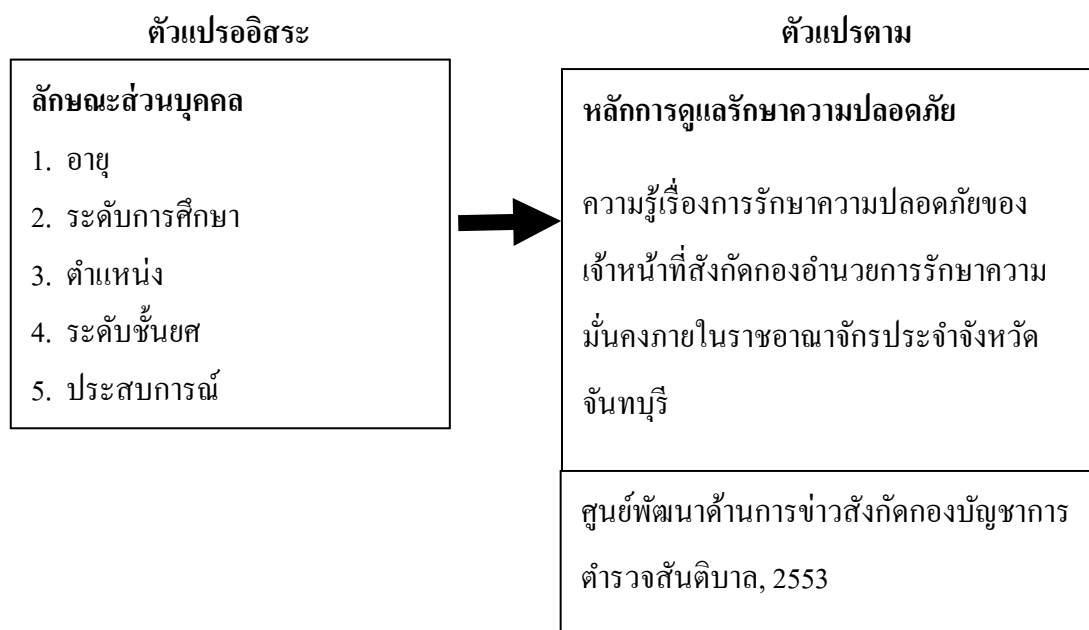 ตัวแปรออิสระ
ลักษณะส่วนบุคคล
1. อายุ
2. ระดับการศึกษา
3. ตำแหน่ง
4. ระดับชั้นยศ
5. ประสบการณ์
ตัวแปรตาม
หลักการดูแลรักษาความปลอดภัย
ความรู้เรื่องการรักษาความปลอดภัยของ
เจ้าหน้าที่สังกัดกองอำนวยการรักษาความ
มั่นคงภายในราชอาณาจักรประจำจังหวัด
จันทบุรี
ศูนย์พัฒนาด้านการข่าวสังกัดกองบัญชาการ
ตำรวจสันติบาล, 2553